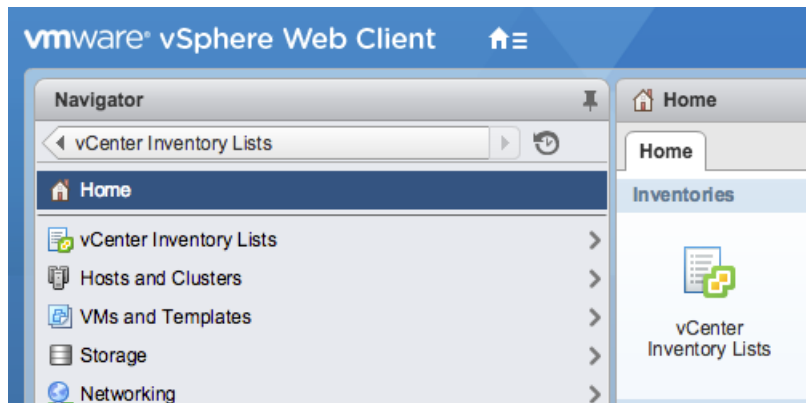 vmware® vSphere Web Client
Navigator
vCenter Inventory Lists
Home
vCenter Inventory Lists
Hosts and Clusters
VMs and Templates
Storage
Networking
Home
Home
Inventories
vCenter
Inventory Lists